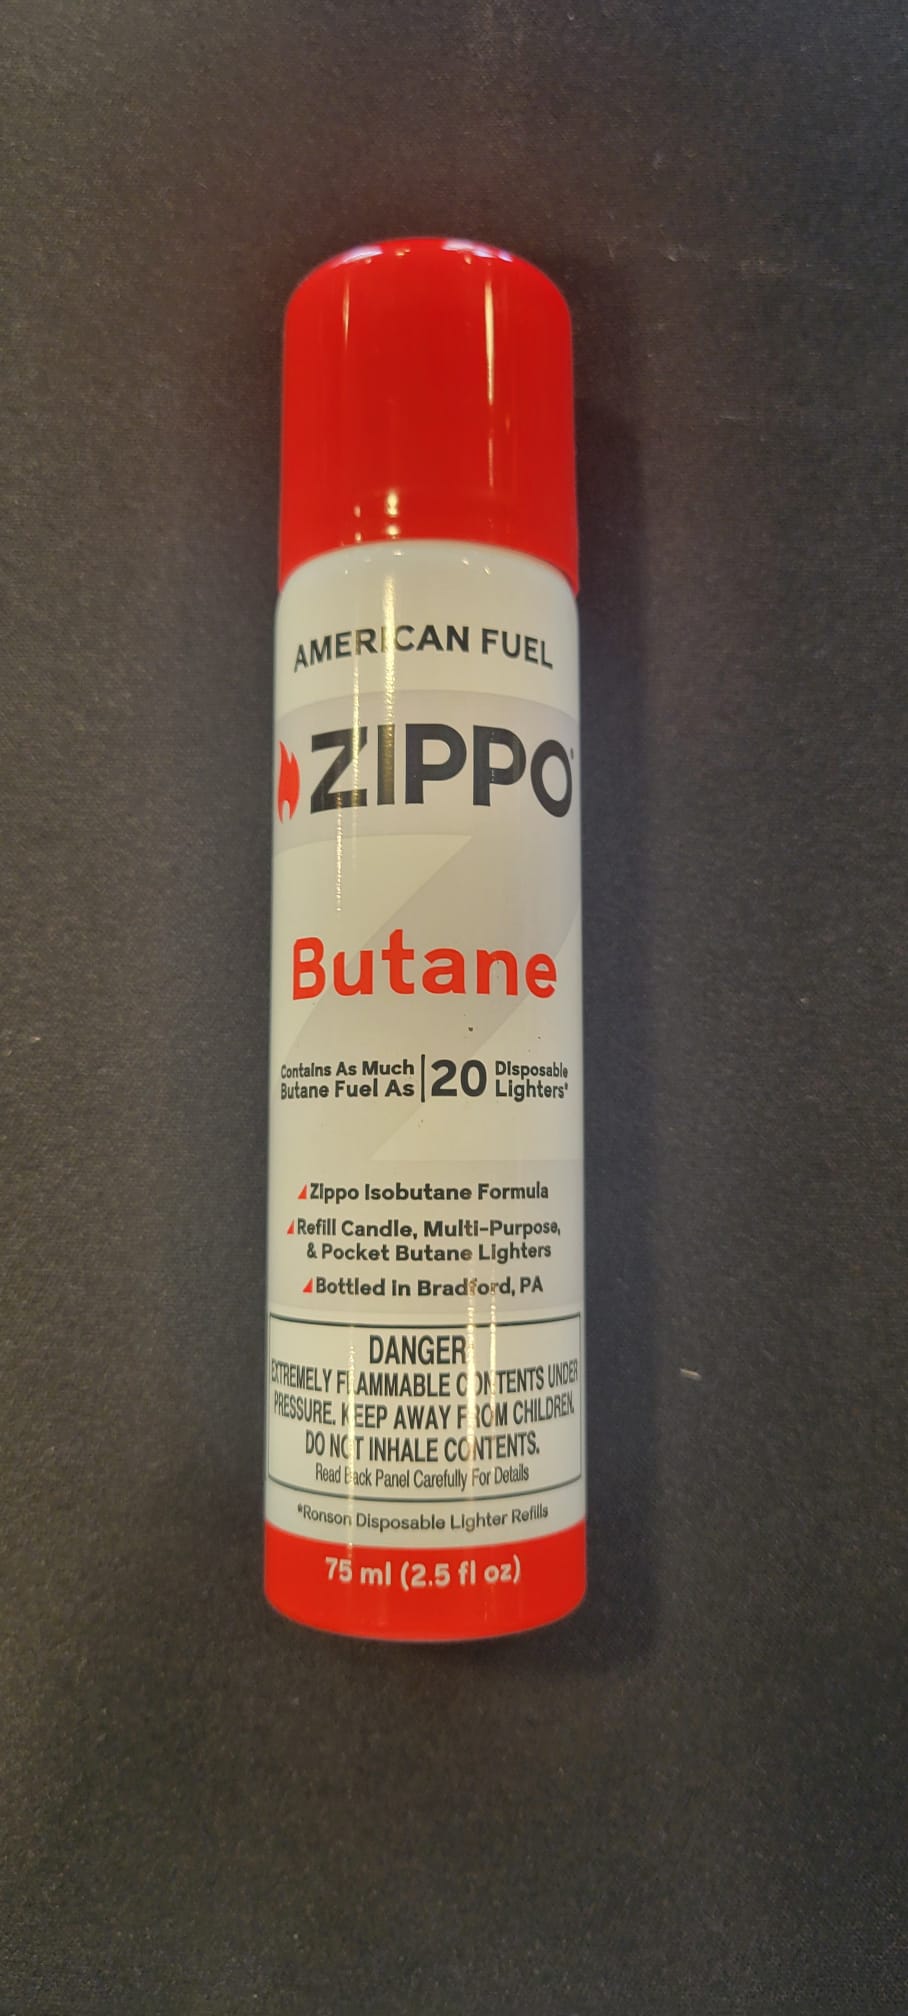 AMERICAN FUEL
ZIPPO
Butane
Contains As Much
Butane Fuel As
20
Disposable
Lighters*
Zippo Isobutane Formula
Refill Candle, Multi-Purpose,
& Pocket Butane Lighters
Bottled in Bradford, PA
DANGER
EXTREMELY FLAMMABLE CONTENTS UNDER
PRESSURE. KEEP AWAY FROM CHILDREN.
DO NOT INHALE CONTENTS.
Read Back Panel Carefully For Details
*Ronson Disposable Lighter Refills
75 ml (2.5 fl oz)